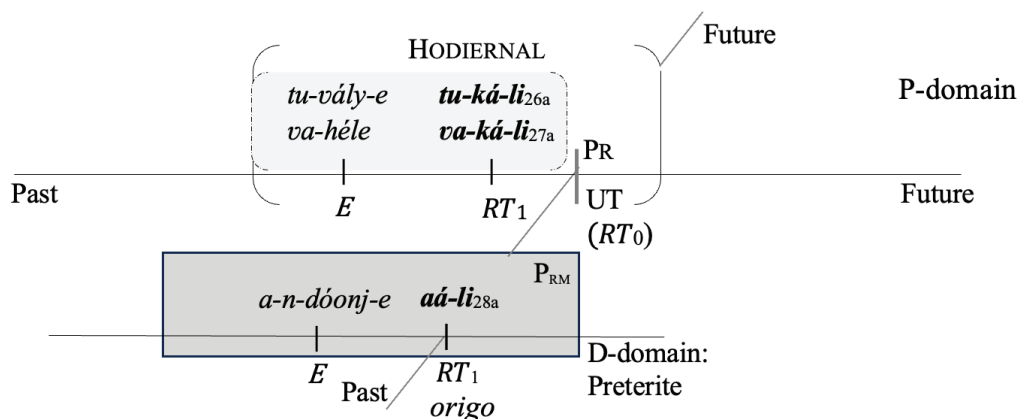 Future
HODIERNAL
P-domain
tu-vály-e tu-ká-li26a
va-héle va-ká-li27a
PR
Past E RT1 UT Future
(RT0)
PRM
a-n-dóonj-e aá-li28a
E RT1 D-domain:
Past Preterite
origo